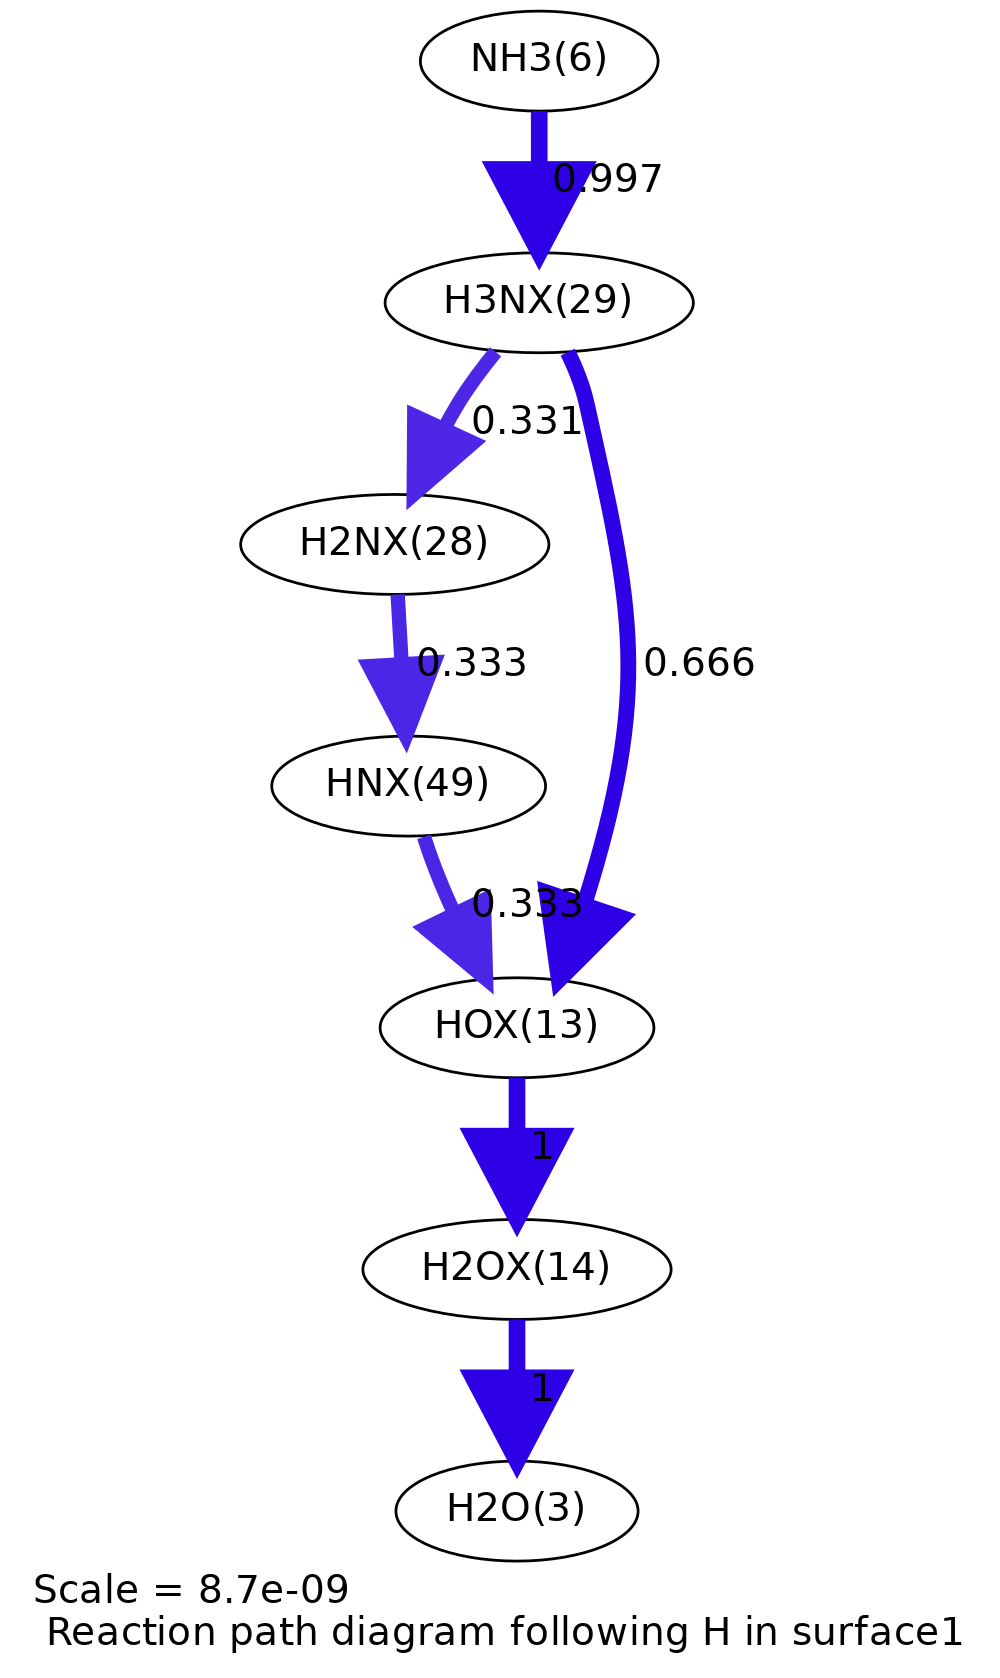 NH3(6)
0.997
H3NX(29)
0.331
H2NX(28)
0.333
0.666
HNX(49)
0.333
HOX(13)
1
H2OX(14)
1
H2O(3)
Scale = 8.7e-09
Reaction path diagram following H in surface1